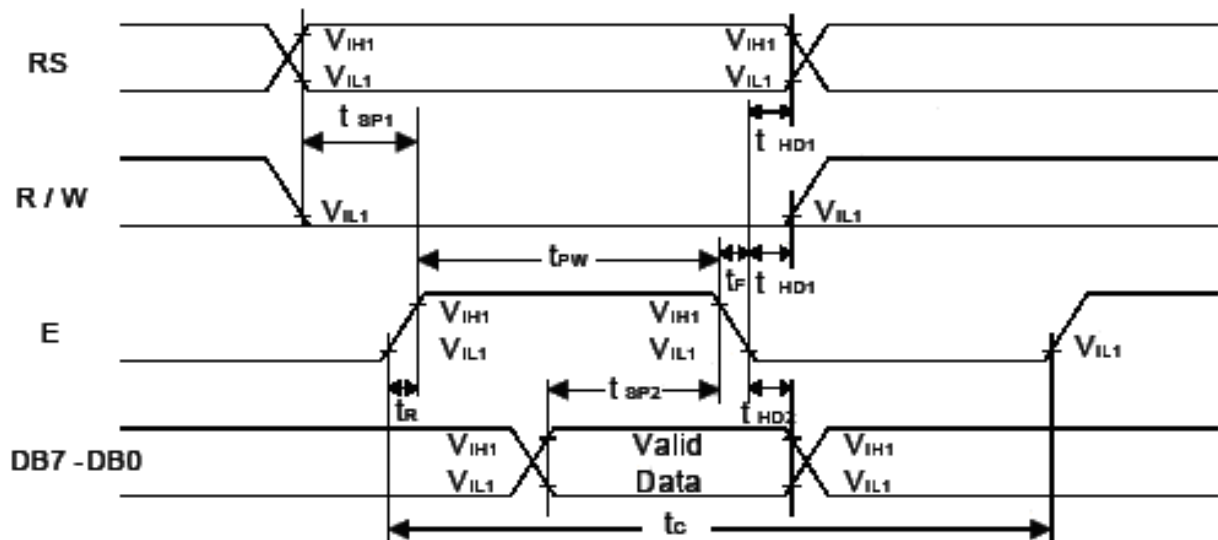 RS
VIH1
VIH1
VIL1
VIL1
t SP1
t HD1
R / W
VIL1
VIL1
tPW
tF
t HD1
E
VIH1
VIH1
VIL1
VIL1
VIL1
tR
t SP2
t HD2
DB7 -DB0
VIH1
Valid
VIH1
VIL1
Data
VIL1
tC